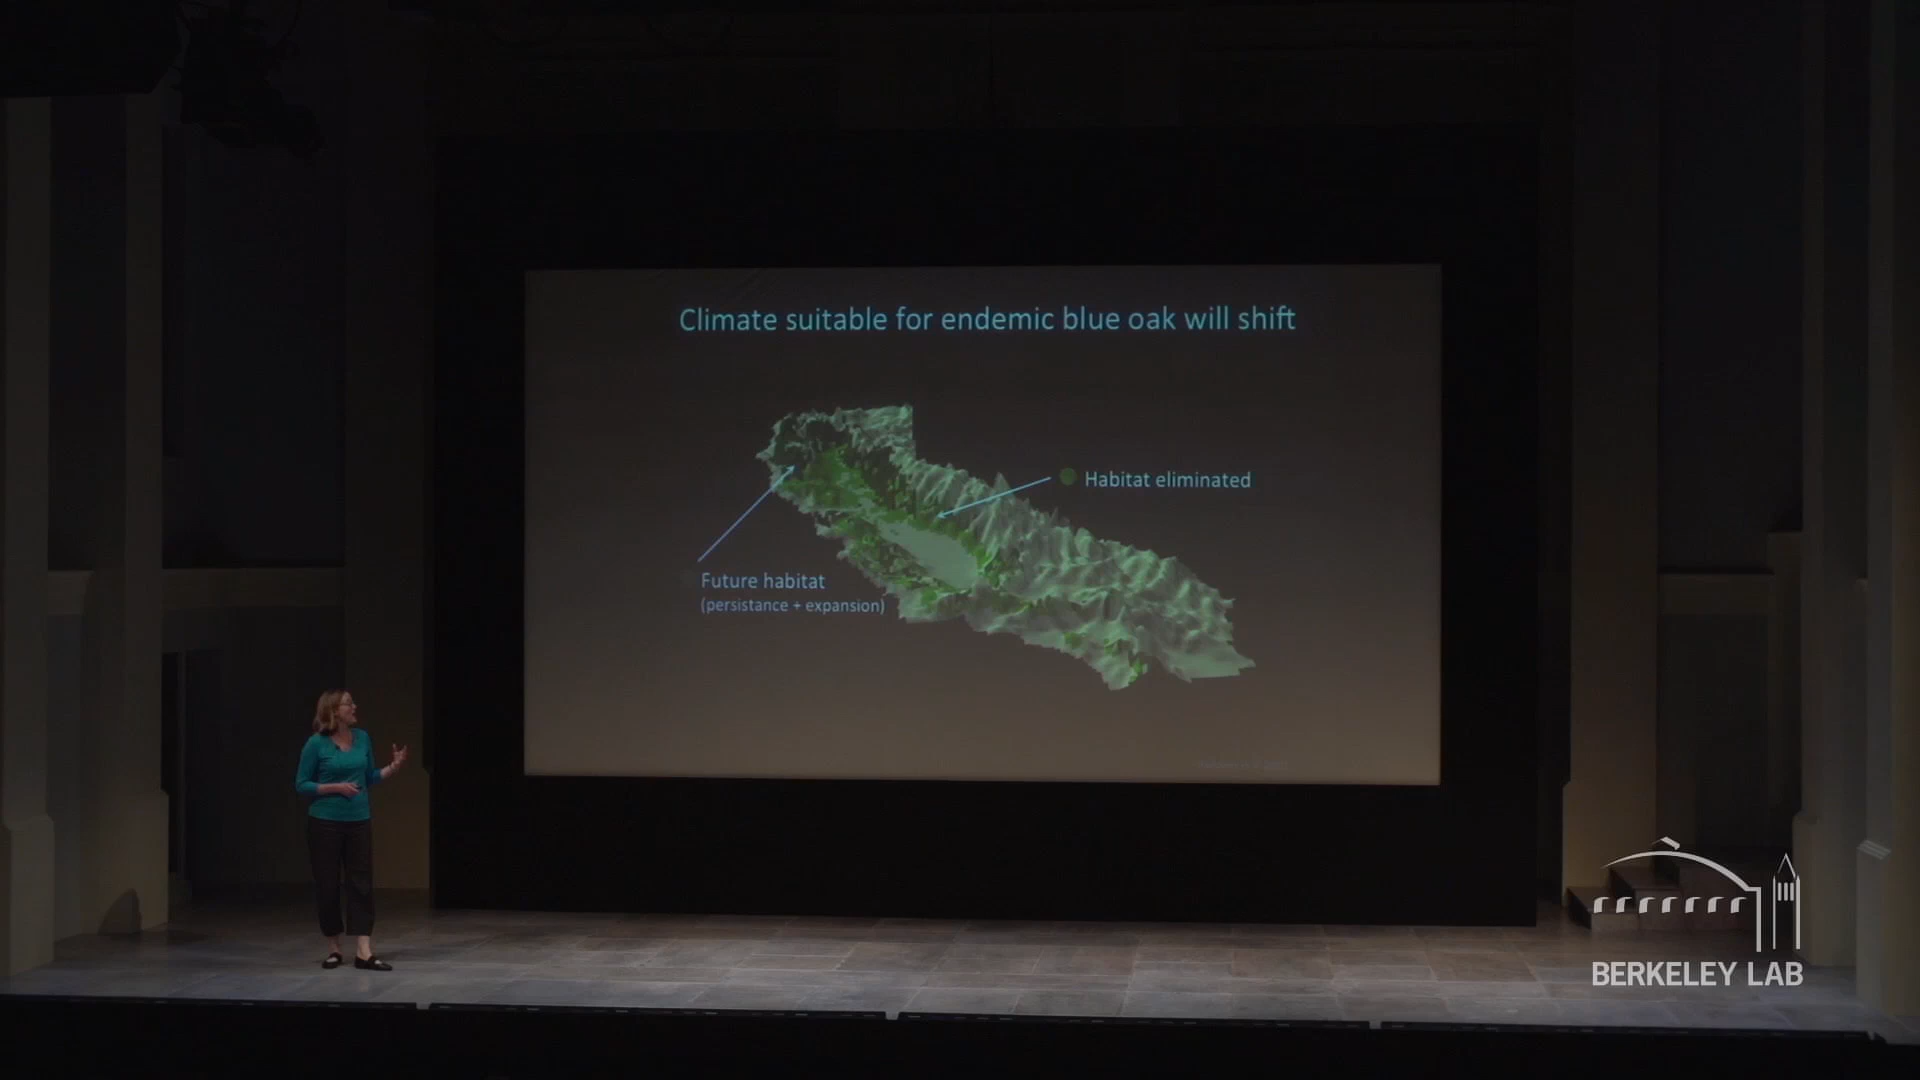 Climate suitable for endemic blue oak will shift
Habitat eliminated
Future habitat
(persistance + expansion)
BERKELEY LAB